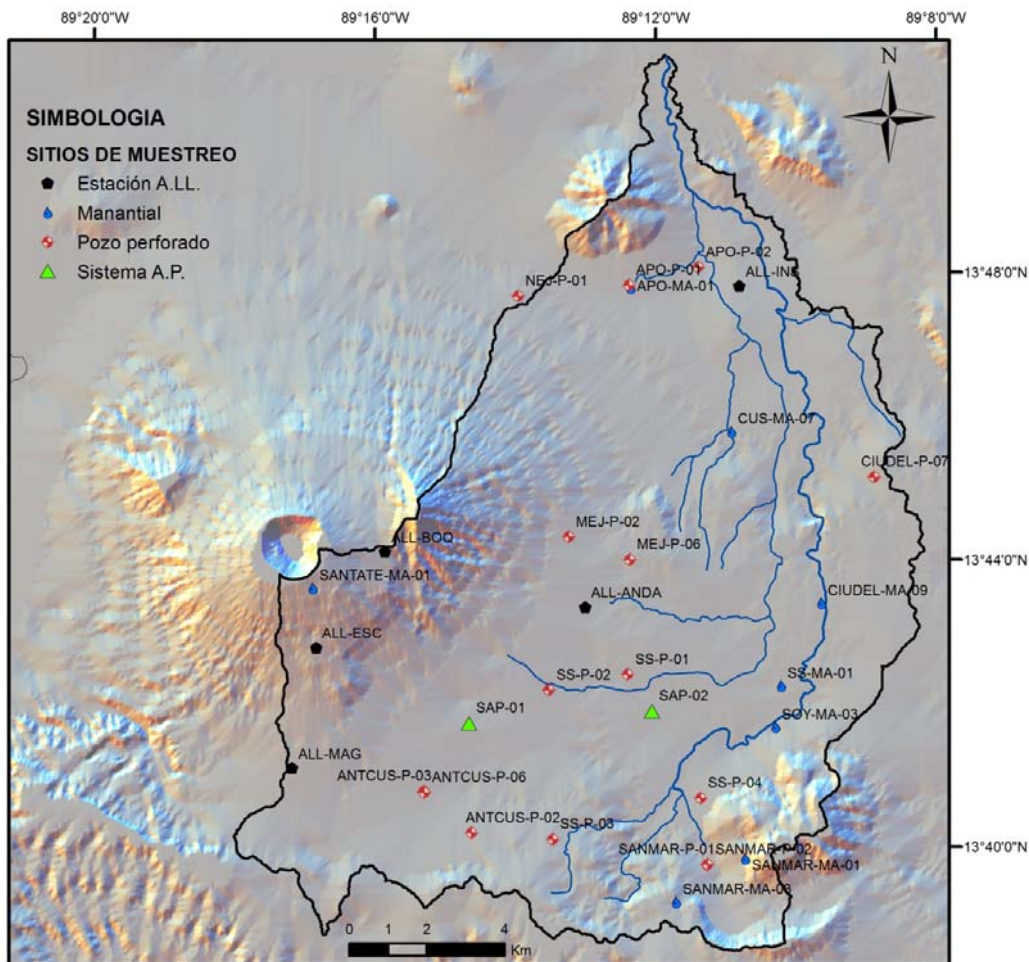 89°20'0"W
89°16'0"W
89°12'0"W
89°8'0"W
N
SIMBOLOGIA
SITIOS DE MUESTREO
Estación A.LL.
Manantial
Pozo perforado
Sistema A.P.
APO-P-02
13°48'0"N
NEJ-P-01
APO-P-01
ALL-ING
APO-MA-01
CUS-MA-07
CIUDEL-P-07
MEJ-P-02
ALL-BOQ
MEJ-P-06
13°44'0"N
SANTATE-MA-01
ALL-ANDA
CIUDEL-MA-09
ALL-ESC
SS-P-01
SS-P-02
SS-MA-01
SAP-01
SAP-02
SOY-MA-03
ALL-MAG
ANTCUS-P-03
ANTCUS-P-06
SS-P-04
ANTCUS-P-02
SS-P-03
13°40'0"N
SANMAR-P-01
SANMAR-P-02
SANMAR-MA-01
SANMAR-MA-03
0 1 2 4
Km